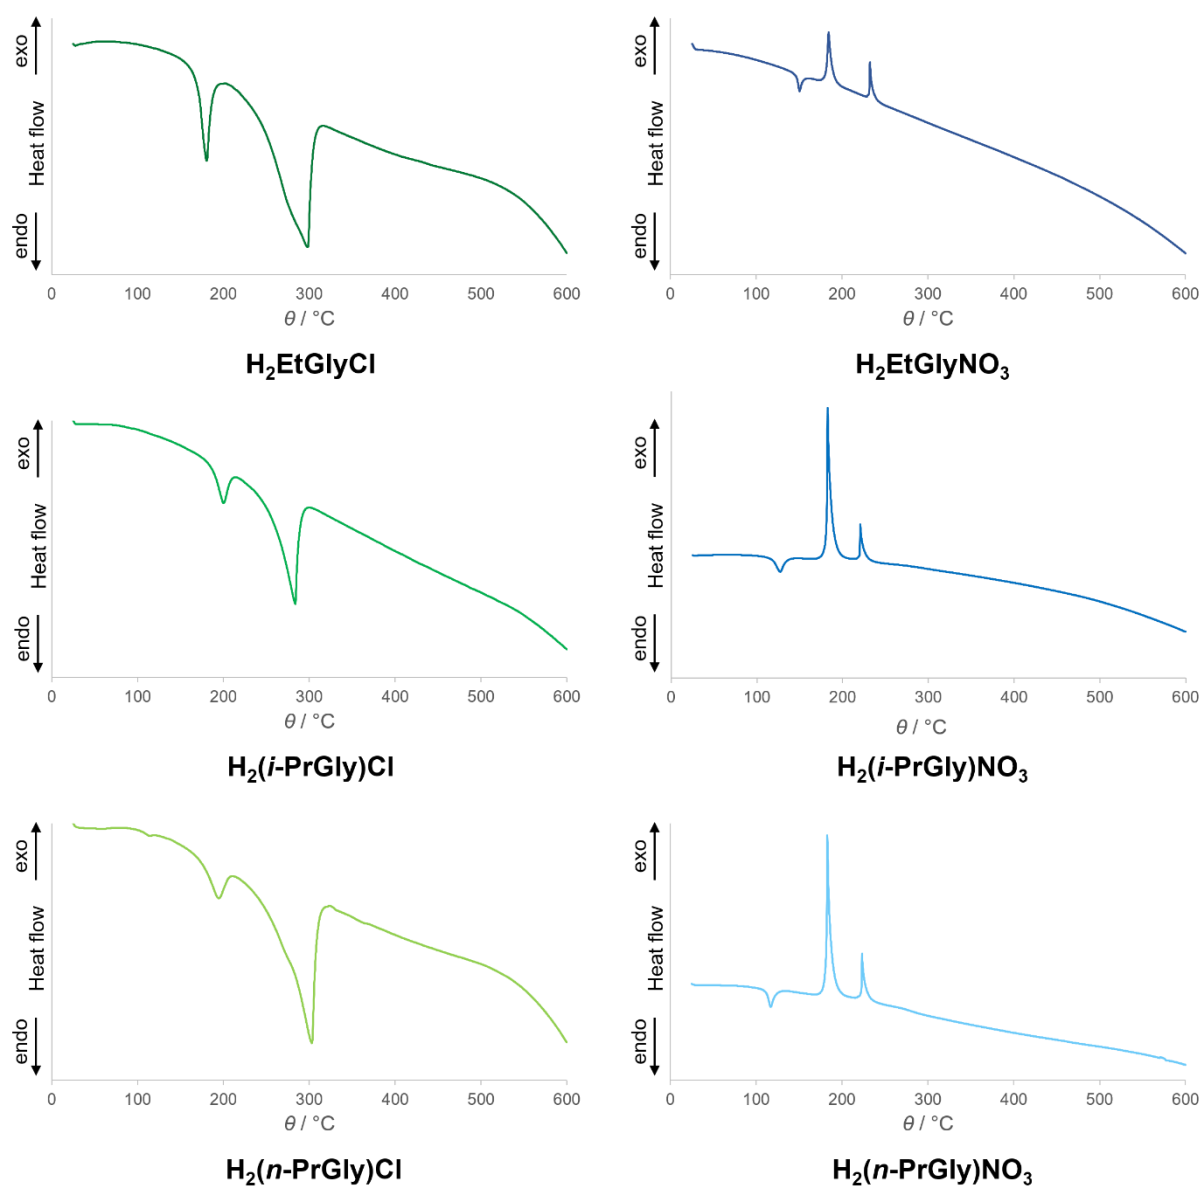 exo
Heat flow
endo
0 100 200 300 400 500 600
θ / °C
H₂EtGlyCl
exo
Heat flow
endo
0 100 200 300 400 500 600
θ / °C
H₂EtGlyNO₃
exo
Heat flow
endo
0 100 200 300 400 500 600
θ / °C
H₂(i-PrGly)Cl
exo
Heat flow
endo
0 100 200 300 400 500 600
θ / °C
H₂(i-PrGly)NO₃
exo
Heat flow
endo
0 100 200 300 400 500 600
θ / °C
H₂(n-PrGly)Cl
exo
Heat flow
endo
0 100 200 300 400 500 600
θ / °C
H₂(n-PrGly)NO₃